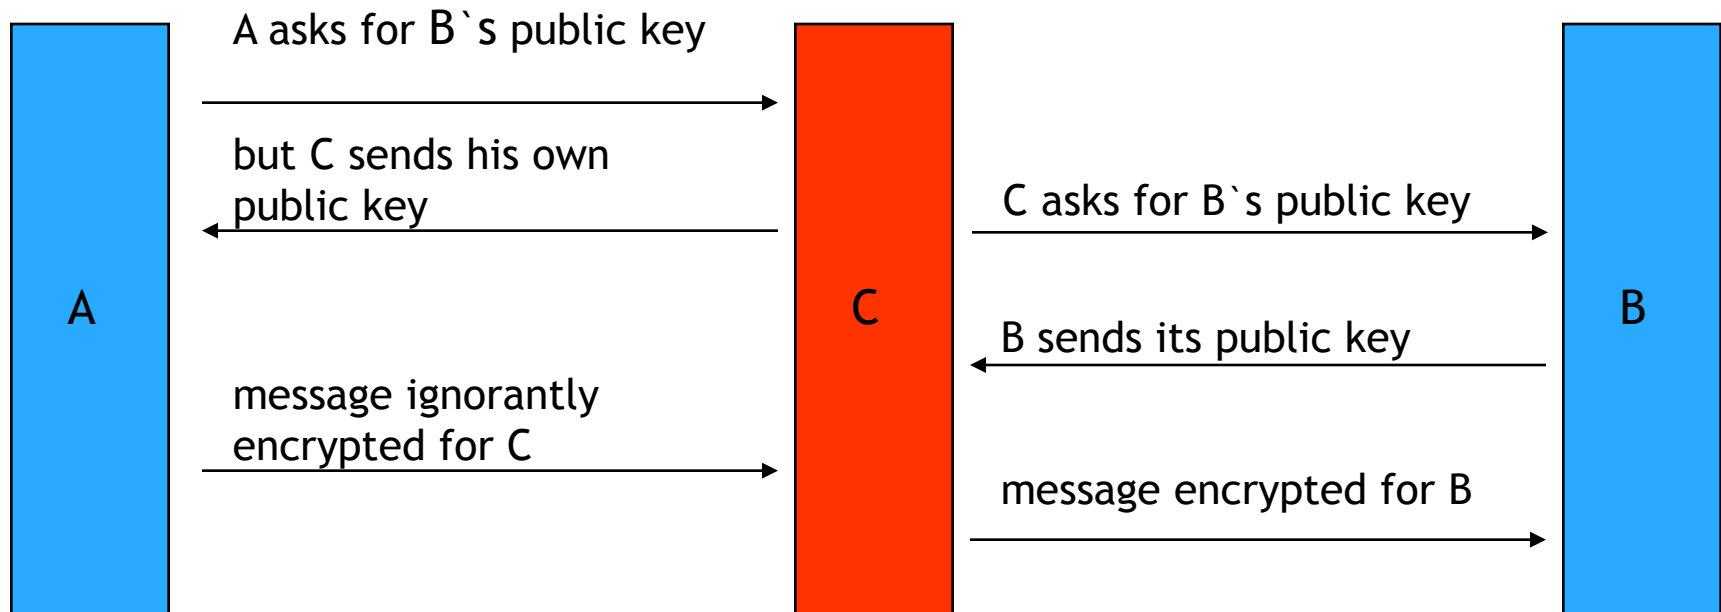 A asks for B`s public key
but C sends his own
public key
C asks for B`s public key
A
C
B
B sends its public key
message ignorantly
encrypted for C
message encrypted for B